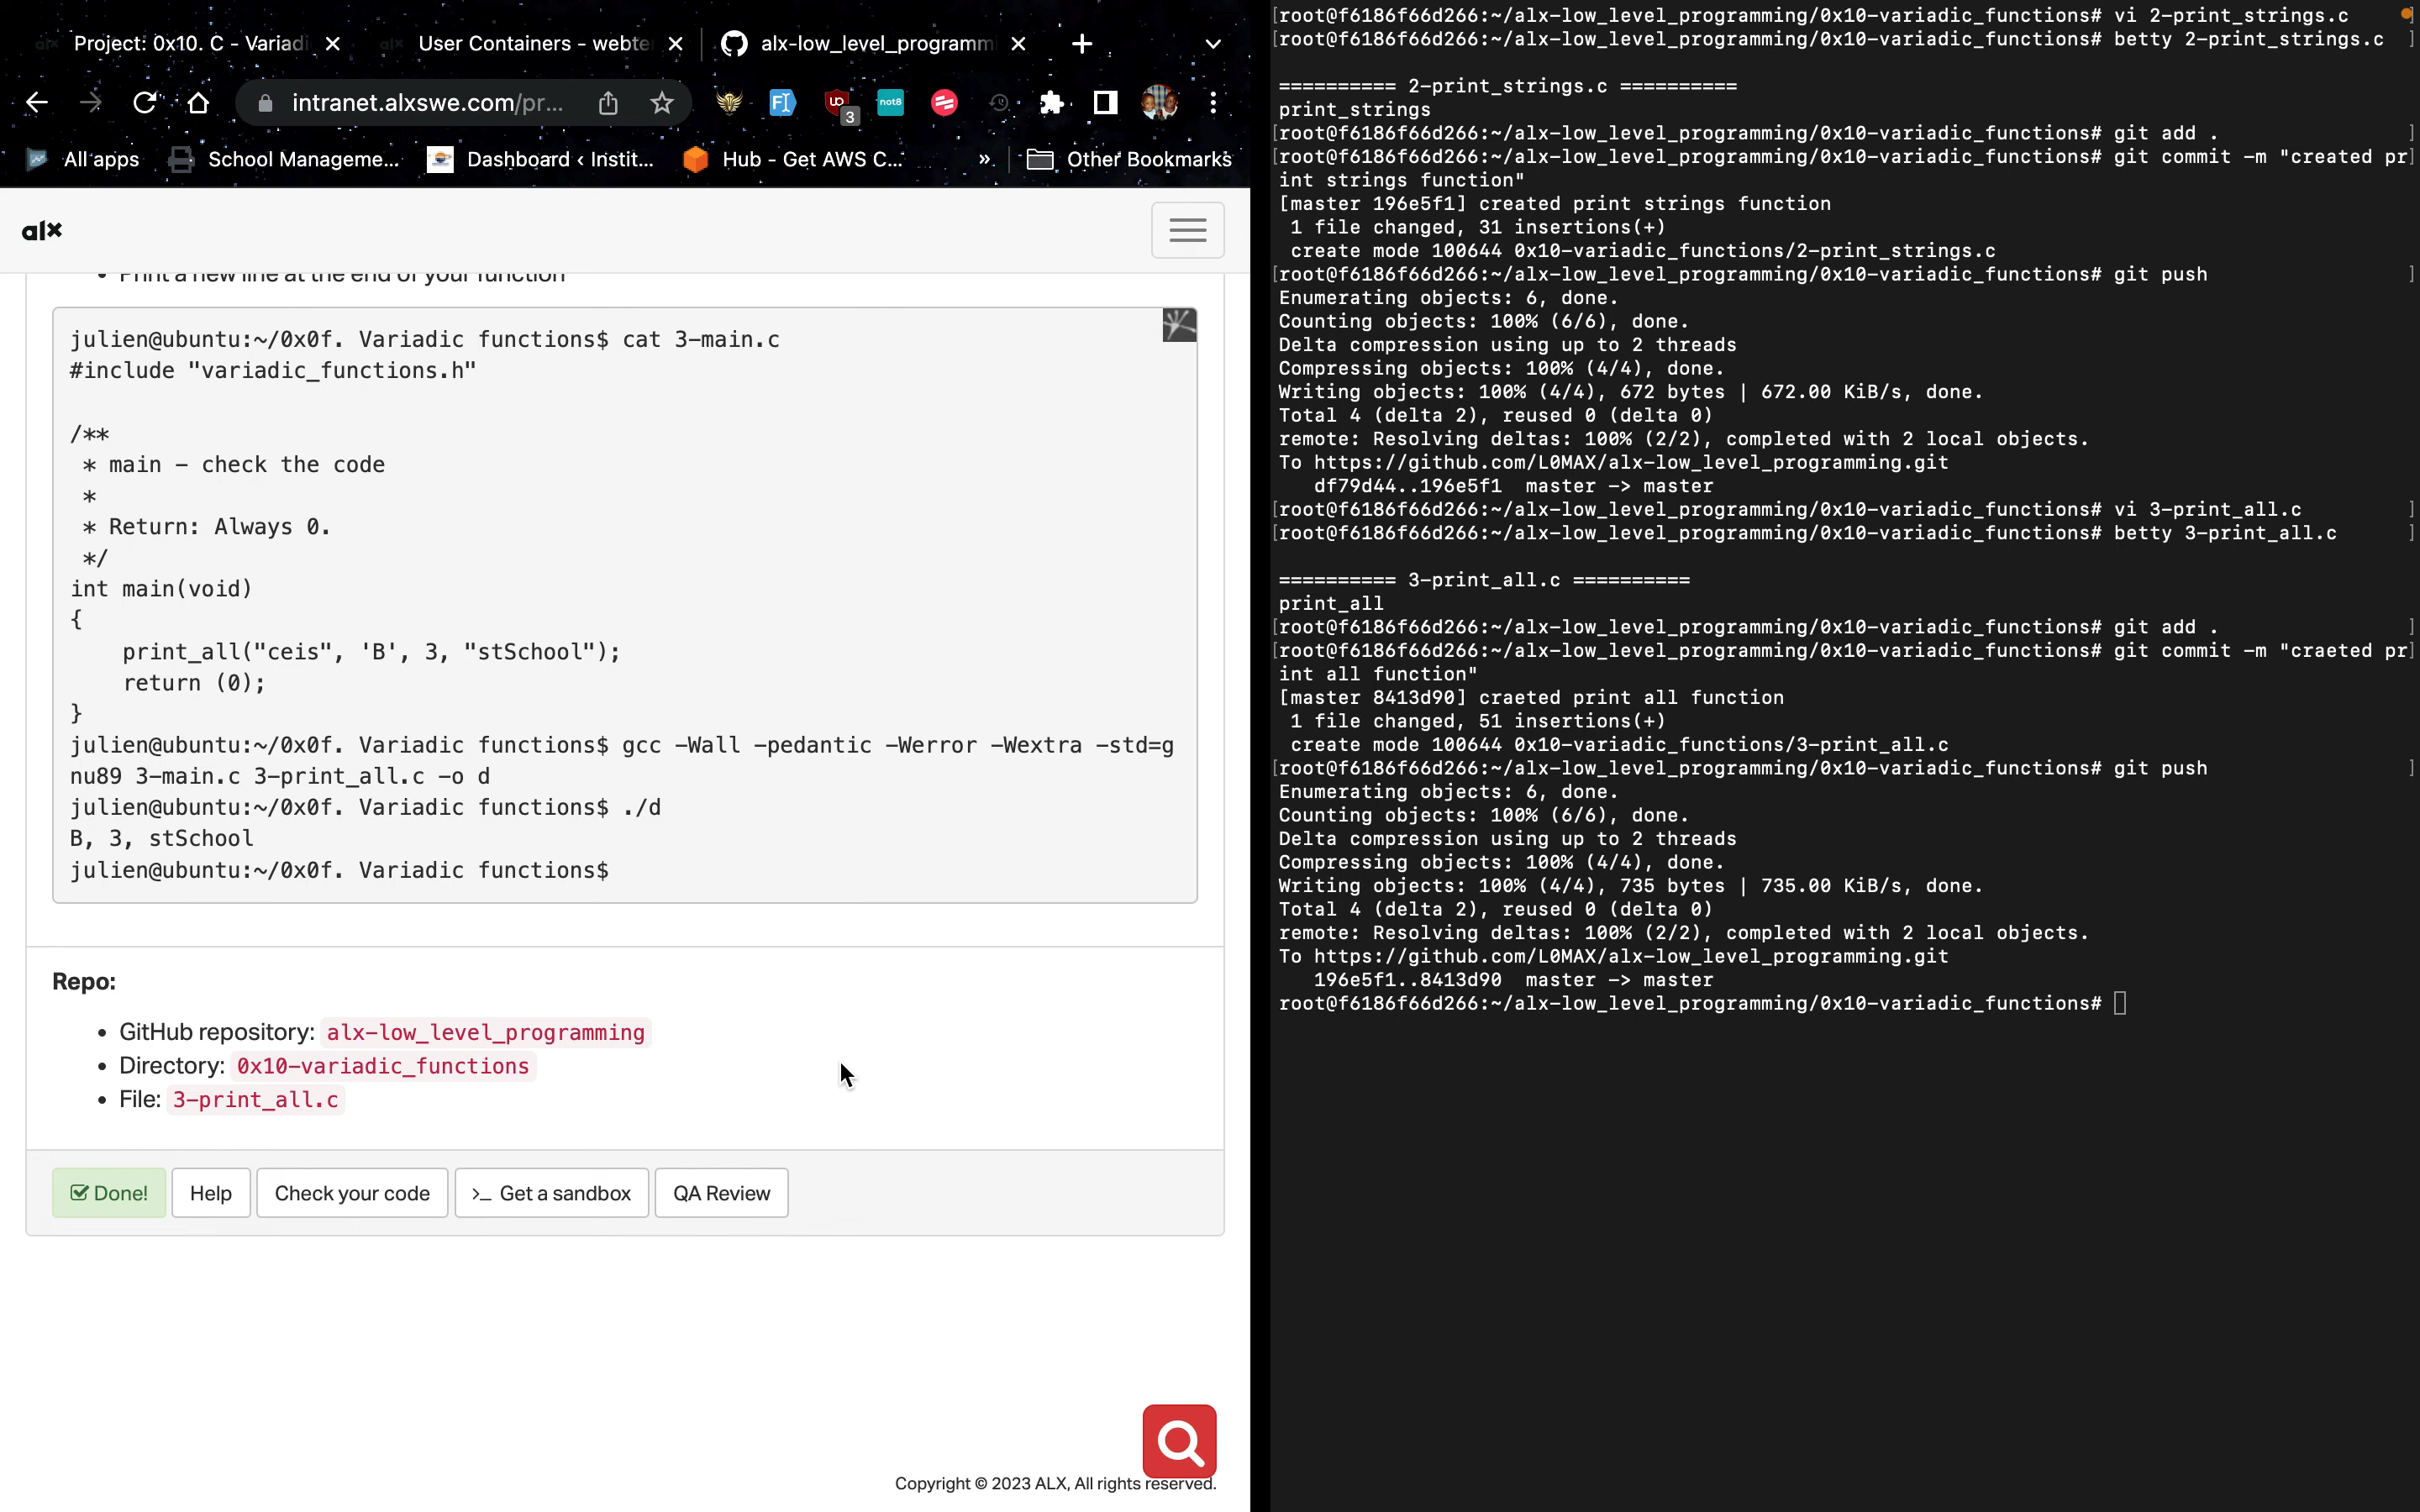 Project: 0x10. C - Variadi
User Containers - webte
alx-low_level_programm
intranet.alxswe.com/pr...
UO
3
not8
All apps
School Manageme...
Dashboard ‹ Instit...
Hub - Get AWS C...
»
Other Bookmarks
alx
Print a new line at the end of your function
julien@ubuntu:~/0x0f. Variadic functions$ cat 3-main.c
#include "variadic_functions.h"
/**
* main - check the code
*
* Return: Always 0.
*/
int main(void)
{
print_all("ceis", 'B', 3, "stSchool");
return (0);
}
julien@ubuntu:~/0x0f. Variadic functions$ gcc -Wall -pedantic -Werror -Wextra -std=g
nu89 3-main.c 3-print_all.c -o d
julien@ubuntu:~/0x0f. Variadic functions$ ./d
B, 3, stSchool
julien@ubuntu:~/0x0f. Variadic functions$
Repo:
• GitHub repository: alx-low_level_programming
• Directory: 0x10-variadic_functions
• File: 3-print_all.c
Done!
Help
Check your code
>_ Get a sandbox
QA Review
Copyright © 2023 ALX, All rights reserved.
[root@f6186f66d266:~/alx-low_level_programming/0x10-variadic_functions# vi 2-print_strings.c ]
[root@f6186f66d266:~/alx-low_level_programming/0x10-variadic_functions# betty 2-print_strings.c ]
========== 2-print_strings.c ==========
print_strings
[root@f6186f66d266:~/alx-low_level_programming/0x10-variadic_functions# git add . ]
[root@f6186f66d266:~/alx-low_level_programming/0x10-variadic_functions# git commit -m "created pr]
int strings function"
[master 196e5f1] created print strings function
1 file changed, 31 insertions(+)
create mode 100644 0x10-variadic_functions/2-print_strings.c
[root@f6186f66d266:~/alx-low_level_programming/0x10-variadic_functions# git push ]
Enumerating objects: 6, done.
Counting objects: 100% (6/6), done.
Delta compression using up to 2 threads
Compressing objects: 100% (4/4), done.
Writing objects: 100% (4/4), 672 bytes | 672.00 KiB/s, done.
Total 4 (delta 2), reused 0 (delta 0)
remote: Resolving deltas: 100% (2/2), completed with 2 local objects.
To https://github.com/L0MAX/alx-low_level_programming.git
df79d44..196e5f1 master -> master
[root@f6186f66d266:~/alx-low_level_programming/0x10-variadic_functions# vi 3-print_all.c ]
[root@f6186f66d266:~/alx-low_level_programming/0x10-variadic_functions# betty 3-print_all.c ]
========== 3-print_all.c ==========
print_all
[root@f6186f66d266:~/alx-low_level_programming/0x10-variadic_functions# git add . ]
[root@f6186f66d266:~/alx-low_level_programming/0x10-variadic_functions# git commit -m "craeted pr]
int all function"
[master 8413d90] craeted print all function
1 file changed, 51 insertions(+)
create mode 100644 0x10-variadic_functions/3-print_all.c
[root@f6186f66d266:~/alx-low_level_programming/0x10-variadic_functions# git push ]
Enumerating objects: 6, done.
Counting objects: 100% (6/6), done.
Delta compression using up to 2 threads
Compressing objects: 100% (4/4), done.
Writing objects: 100% (4/4), 735 bytes | 735.00 KiB/s, done.
Total 4 (delta 2), reused 0 (delta 0)
remote: Resolving deltas: 100% (2/2), completed with 2 local objects.
To https://github.com/L0MAX/alx-low_level_programming.git
196e5f1..8413d90 master -> master
root@f6186f66d266:~/alx-low_level_programming/0x10-variadic_functions#